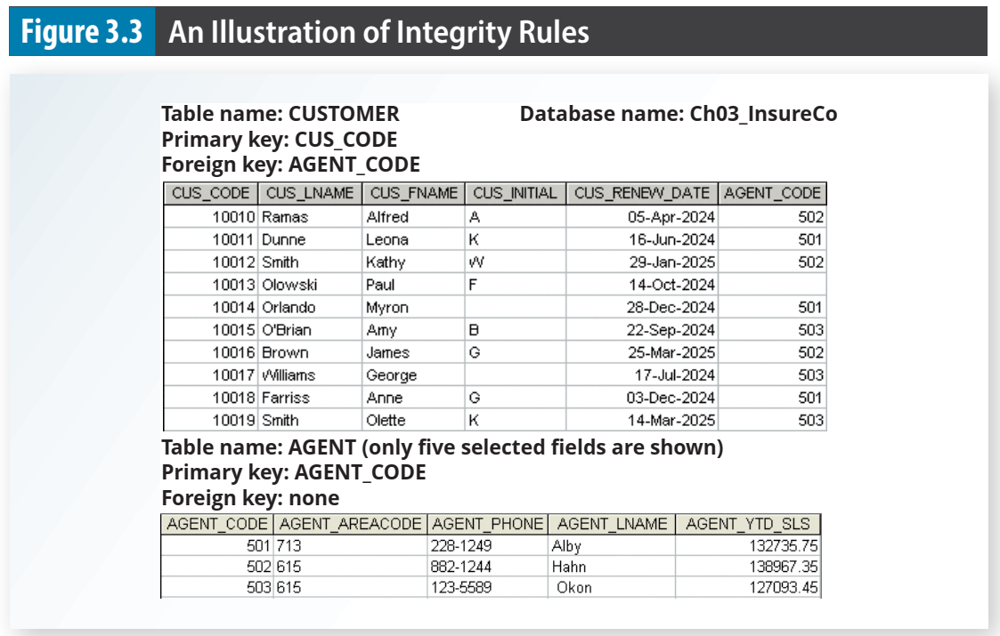 Figure 3.3 An Illustration of Integrity Rules
Table name: CUSTOMER Database name: Ch03_InsureCo
Primary key: CUS_CODE
Foreign key: AGENT_CODE
CUS_CODE CUS_LNAME CUS_FNAME CUS_INITIAL CUS_RENEW_DATE AGENT_CODE
10010 Ramas Alfred A 05-Apr-2024 502
10011 Dunne Leona K 16-Jun-2024 501
10012 Smith Kathy W 29-Jan-2025 502
10013 Olowski Paul F 14-Oct-2024
10014 Orlando Myron 28-Dec-2024 501
10015 O'Brian Amy B 22-Sep-2024 503
10016 Brown James G 25-Mar-2025 502
10017 Williams George 17-Jul-2024 503
10018 Farriss Anne G 03-Dec-2024 501
10019 Smith Olette K 14-Mar-2025 503
Table name: AGENT (only five selected fields are shown)
Primary key: AGENT_CODE
Foreign key: none
AGENT_CODE AGENT_AREACODE AGENT_PHONE AGENT_LNAME AGENT_YTD_SLS
501 713 228-1249 Alby 132735.75
502 615 882-1244 Hahn 138967.35
503 615 123-5589 Okon 127093.45